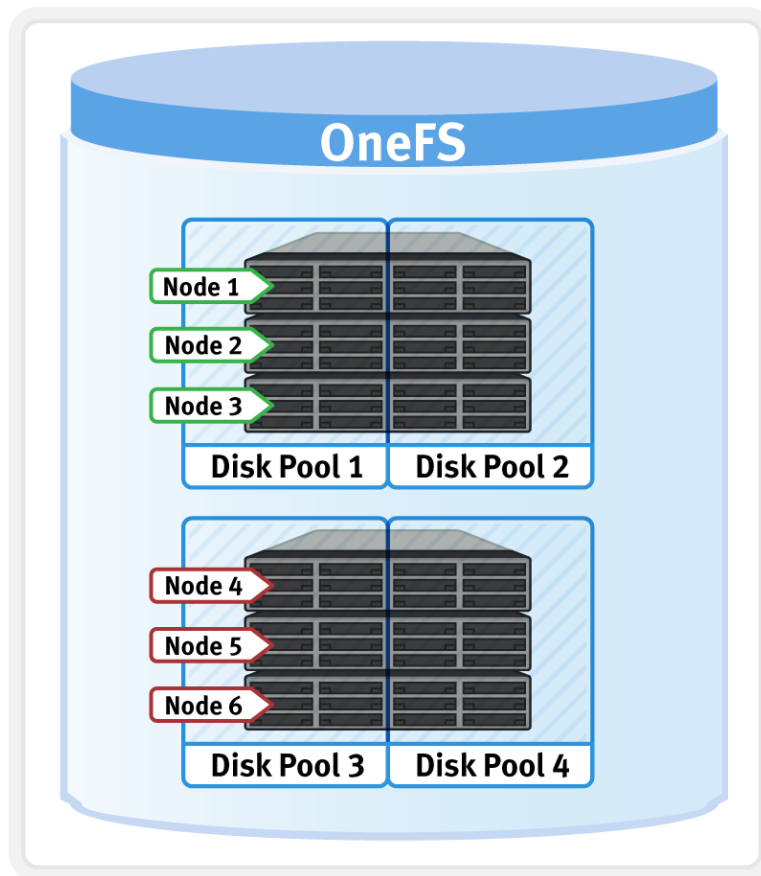 OneFS
Node 1
Node 2
Node 3
Disk Pool 1 Disk Pool 2
Node 4
Node 5
Node 6
Disk Pool 3 Disk Pool 4